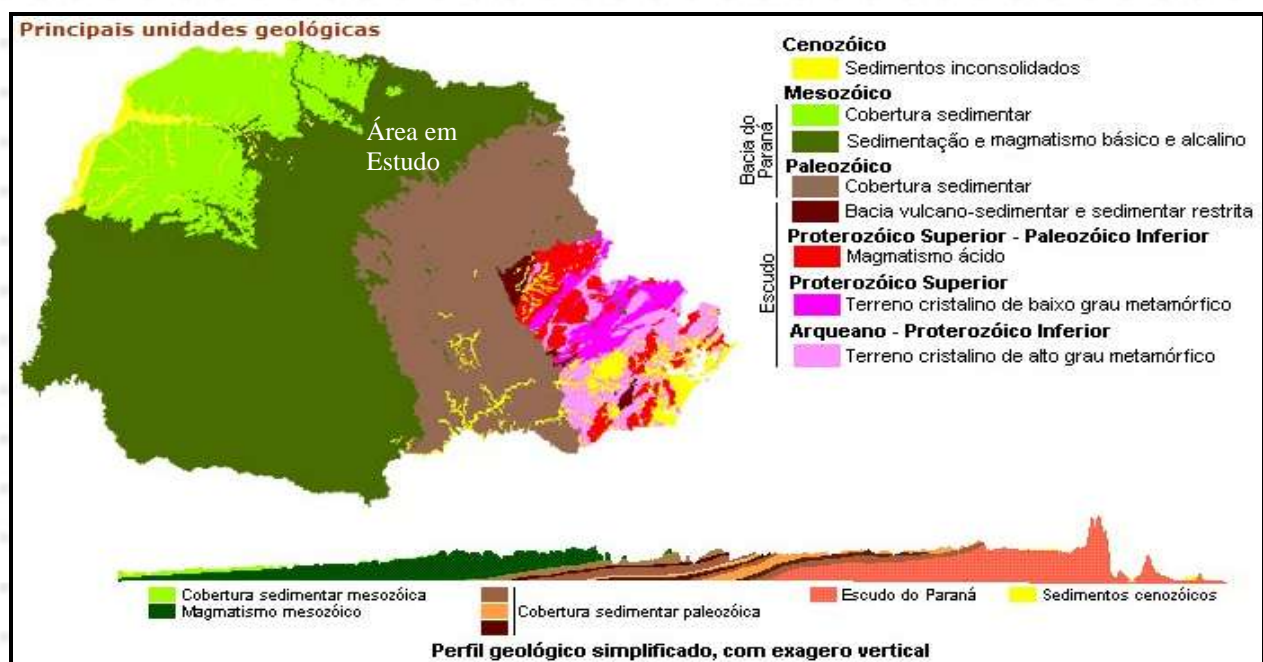 Principais unidades geológicas
Área em
Estudo
Cenozóico
Sedimentos inconsolidados
Mesozóico
Cobertura sedimentar
Sedimentação e magmatismo básico e alcalino
Bacia do
Paraná
Paleozóico
Cobertura sedimentar
Bacia vulcano-sedimentar e sedimentar restrita
Escudo
Proterozóico Superior - Paleozóico Inferior
Magmatismo ácido
Proterozóico Superior
Terreno cristalino de baixo grau metamórfico
Arqueano - Proterozóico Inferior
Terreno cristalino de alto grau metamórfico
Cobertura sedimentar mesozóica
Magmatismo mesozóico
Cobertura sedimentar paleozóica
Escudo do Paraná
Sedimentos cenozóicos
Perfil geológico simplificado, com exagero vertical